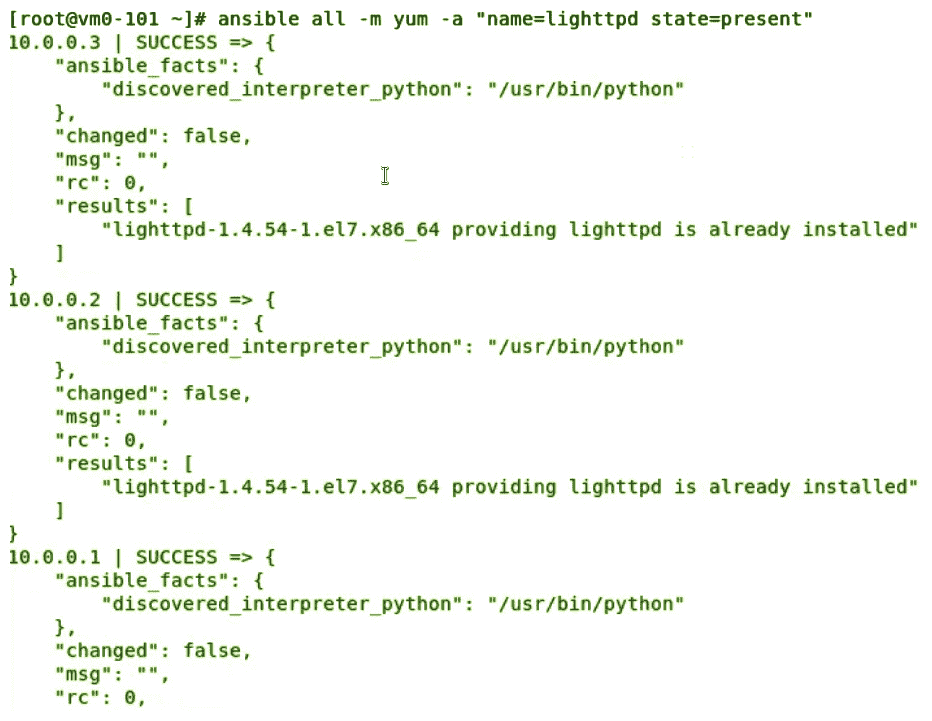 [root@vm0-101 ~]# ansible all -m yum -a "name=lighttpd state=present"
10.0.0.3 | SUCCESS => {
    "ansible_facts": {
        "discovered_interpreter_python": "/usr/bin/python"
    },
    "changed": false,
    "msg": "",
    "rc": 0,
    "results": [
        "lighttpd-1.4.54-1.el7.x86_64 providing lighttpd is already installed"
    ]
}
10.0.0.2 | SUCCESS => {
    "ansible_facts": {
        "discovered_interpreter_python": "/usr/bin/python"
    },
    "changed": false,
    "msg": "",
    "rc": 0,
    "results": [
        "lighttpd-1.4.54-1.el7.x86_64 providing lighttpd is already installed"
    ]
}
10.0.0.1 | SUCCESS => {
    "ansible_facts": {
        "discovered_interpreter_python": "/usr/bin/python"
    },
    "changed": false,
    "msg": "",
    "rc": 0,